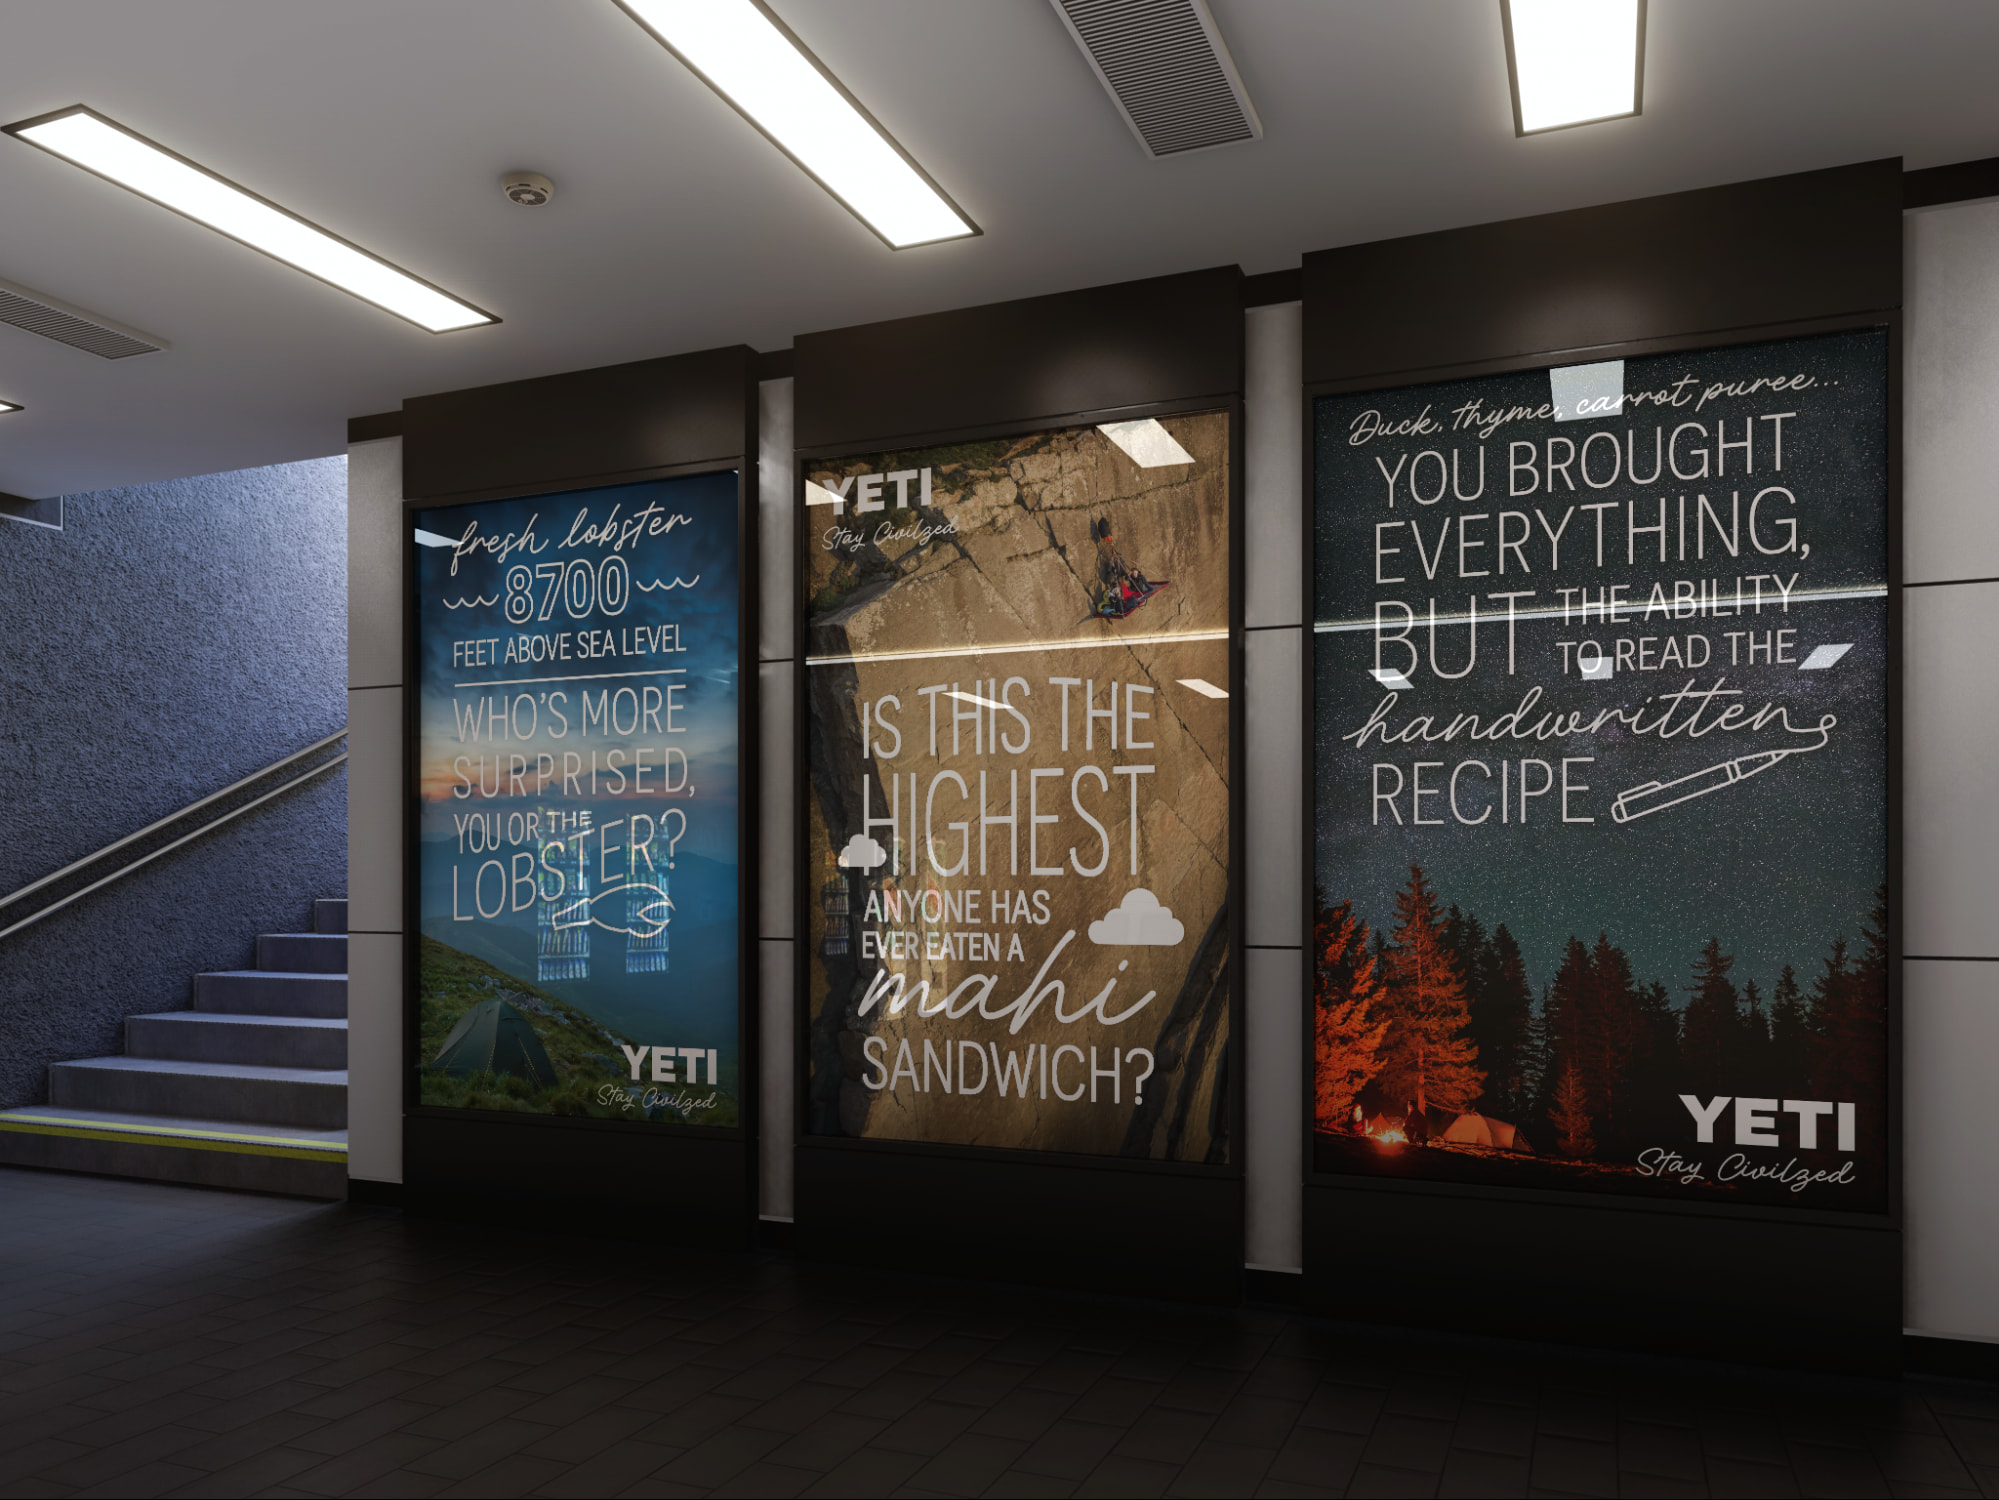 fresh lobster
8700
FEET ABOVE SEA LEVEL
WHO'S MORE
SURPRISED,
YOU OR THE
LOBSTER?
YETI
Stay Civilzed
YETI
Stay Civilzed
IS THIS THE
HIGHEST
ANYONE HAS
EVER EATEN A
mahi
SANDWICH?
Duck, thyme, carrot puree...
YOU BROUGHT
EVERYTHING,
BUT THE ABILITY
TO READ THE
handwritten
RECIPE
YETI
Stay Civilzed